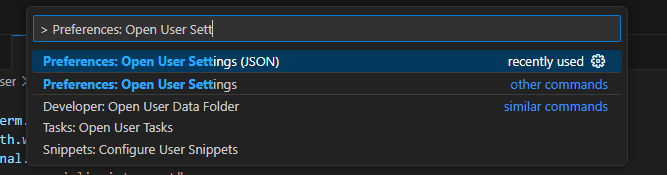 > Preferences: Open User Sett
Preferences: Open User Settings (JSON) recently used
Preferences: Open User Settings other commands
Developer: Open User Data Folder similar commands
Tasks: Open User Tasks
Snippets: Configure User Snippets
ser >
erm.
th.w
nal.